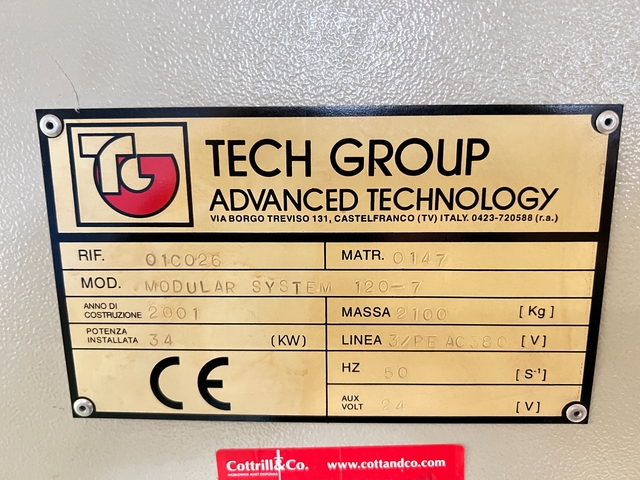 TG
TECH GROUP
ADVANCED TECHNOLOGY
VIA BORGO TREVISO 131, CASTELFRANCO (TV) ITALY. 0423-720588 (r.a.)
RIF. 01C026 MATR. 0147
MOD. MODULAR SYSTEM 120-7
ANNO DI COSTRUZIONE 2001 MASSA 2100 [Kg]
POTENZA INSTALLATA 34 (KW) LINEA 3/PE AC380 [V]
HZ 50 [S⁻¹]
CE
AUX VOLT 24 [V]
Cottrill&Co. www.cottandco.com